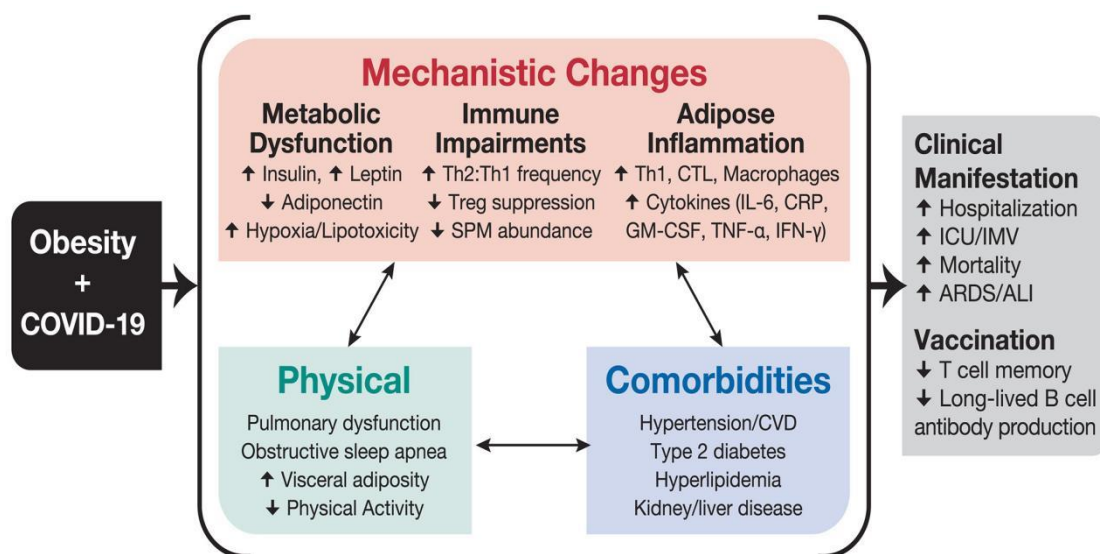 Obesity
+
COVID-19
Mechanistic Changes
Metabolic
Dysfunction
↑ Insulin, ↑ Leptin
↓ Adiponectin
↑ Hypoxia/Lipotoxicity
Immune
Impairments
↑ Th2:Th1 frequency
↓ Treg suppression
↓ SPM abundance
Adipose
Inflammation
↑ Th1, CTL, Macrophages
↑ Cytokines (IL-6, CRP,
GM-CSF, TNF-α, IFN-γ)
Physical
Pulmonary dysfunction
Obstructive sleep apnea
↑ Visceral adiposity
↓ Physical Activity
Comorbidities
Hypertension/CVD
Type 2 diabetes
Hyperlipidemia
Kidney/liver disease
Clinical
Manifestation
↑ Hospitalization
↑ ICU/IMV
↑ Mortality
↑ ARDS/ALI
Vaccination
↓ T cell memory
↓ Long-lived B cell
antibody production